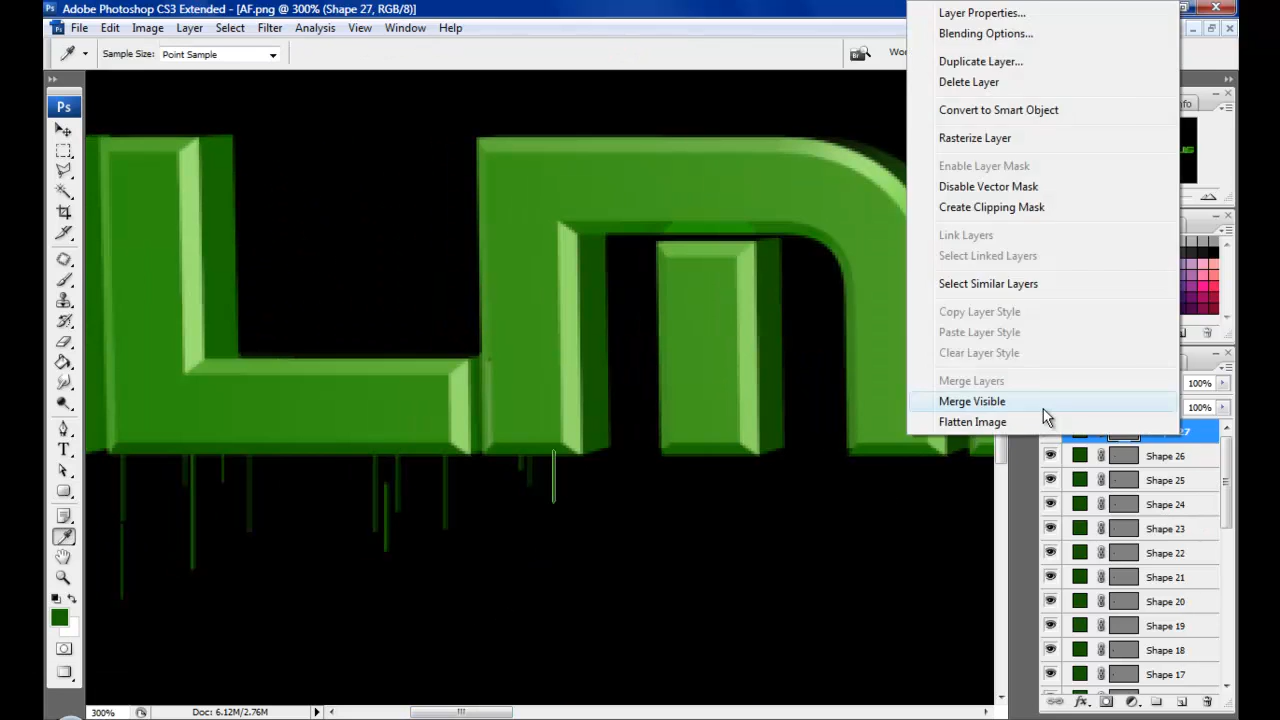 Adobe Photoshop CS3 Extended - [AF.png @ 300% (Shape 27, RGB/8)]
File Edit Image Layer Select Filter Analysis View Window Help
Sample Size: Point Sample
Ps
Layer Properties...
Blending Options...
Duplicate Layer...
Delete Layer
Convert to Smart Object
Rasterize Layer
Enable Layer Mask
Disable Vector Mask
Create Clipping Mask
Link Layers
Select Linked Layers
Select Similar Layers
Copy Layer Style
Paste Layer Style
Clear Layer Style
Merge Layers
Merge Visible
Flatten Image
100%
100%
Shape 26
Shape 25
Shape 24
Shape 23
Shape 22
Shape 21
Shape 20
Shape 19
Shape 18
Shape 17
300% Doc: 6.12M/2.76M